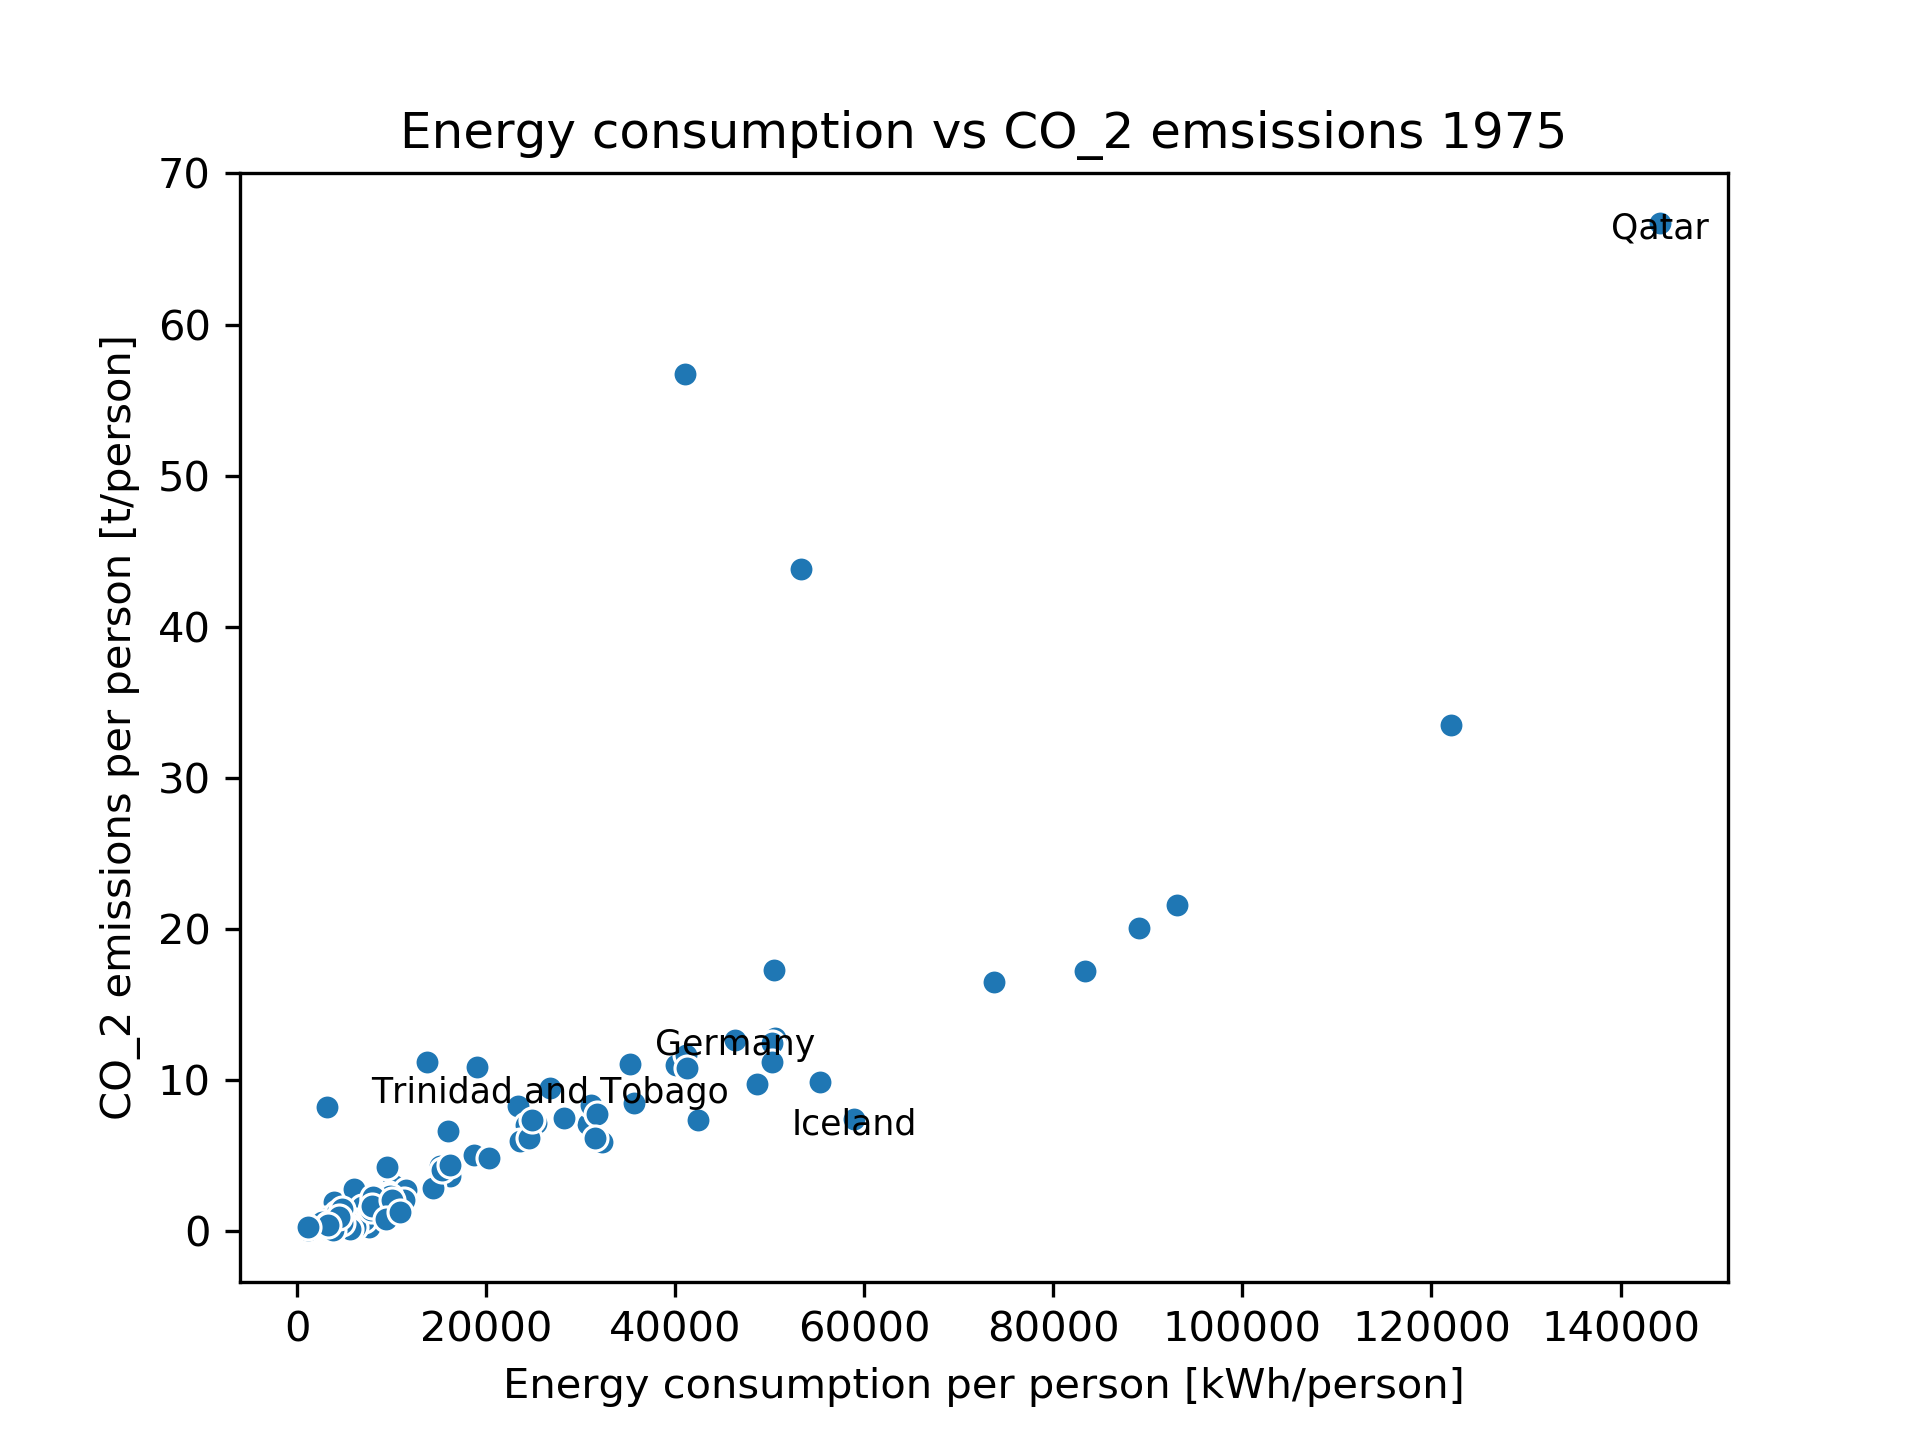 Energy consumption vs CO_2 emsissions 1975
70
60
50
40
30
20
10
0
CO_2 emissions per person [t/person]
Qatar
Germany
Trinidad and Tobago
Iceland
0 20000 40000 60000 80000 100000 120000 140000
Energy consumption per person [kWh/person]